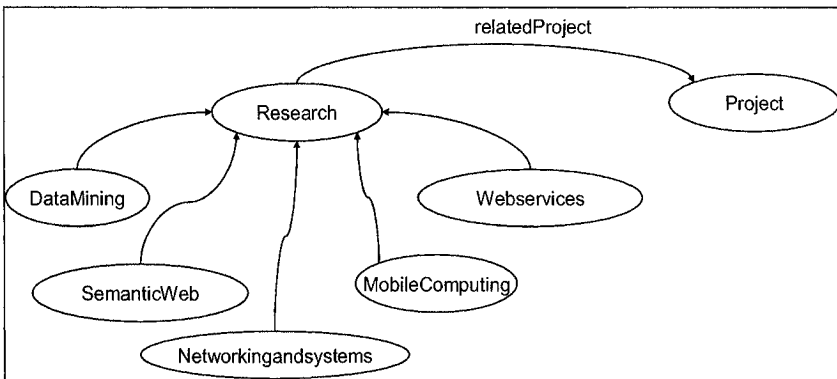 relatedProject
Project
Research
DataMining
Webservices
SemanticWeb
MobileComputing
Networkingandsystems